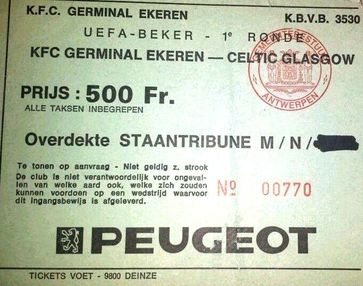 K.F.C. GERMINAL EKEREN K.B.V.B. 3530
UEFA-BEKER - 1e RONDE
KFC GERMINAL EKEREN — CELTIC GLASGOW
PRIJS : 500 Fr.
ALLE TAKSEN INBEGREPEN
ANTWERPEN
Overdekte STAANTRIBUNE M/N/
Te tonen op aanvraag - Niet geldig z. strook
De club is niet verantwoordelijk voor ongeval-
len van welke aard ook, welke zich zouden
kunnen voordoen op een wedstrijd waarvoor
dit ingangsbewijs is afgeleverd.
No 00770
PEUGEOT
TICKETS VOET - 9800 DEINZE